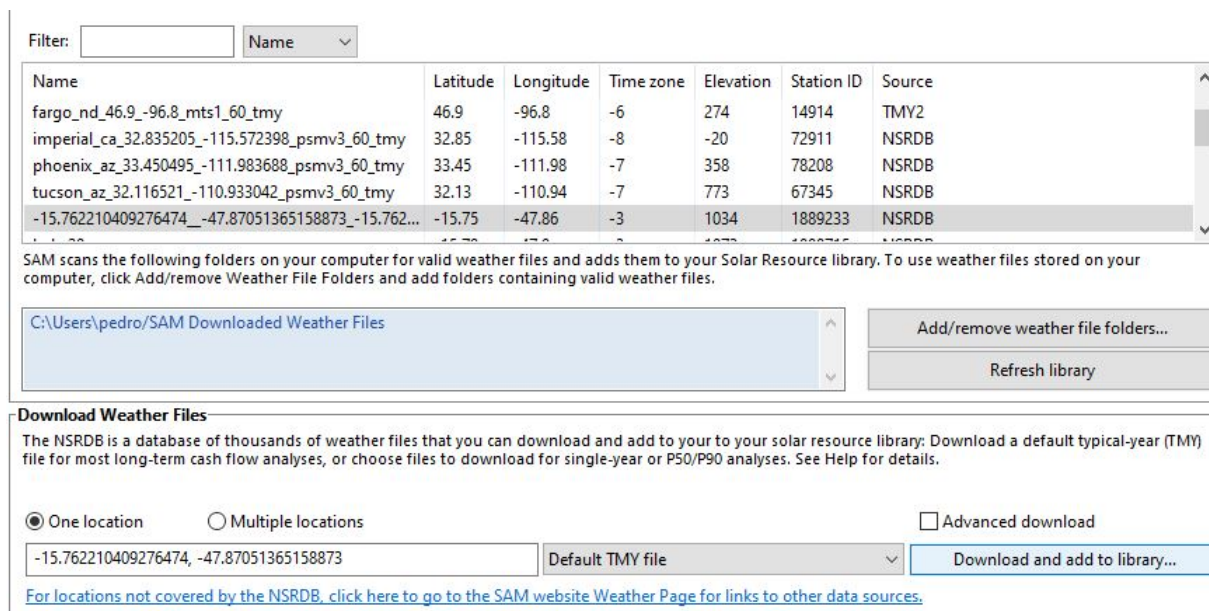 Filter: Name
Name Latitude Longitude Time zone Elevation Station ID Source
fargo_nd_46.9_-96.8_mts1_60_tmy 46.9 -96.8 -6 274 14914 TMY2
imperial_ca_32.835205_-115.572398_psmv3_60_tmy 32.85 -115.58 -8 -20 72911 NSRDB
phoenix_az_33.450495_-111.983688_psmv3_60_tmy 33.45 -111.98 -7 358 78208 NSRDB
tucson_az_32.116521_-110.933042_psmv3_60_tmy 32.13 -110.94 -7 773 67345 NSRDB
-15.762210409276474__-47.87051365158873_-15.762... -15.75 -47.86 -3 1034 1889233 NSRDB
SAM scans the following folders on your computer for valid weather files and adds them to your Solar Resource library. To use weather files stored on your
computer, click Add/remove Weather File Folders and add folders containing valid weather files.
C:\Users\pedro/SAM Downloaded Weather Files
Add/remove weather file folders...
Refresh library
Download Weather Files
The NSRDB is a database of thousands of weather files that you can download and add to your to your solar resource library: Download a default typical-year (TMY)
file for most long-term cash flow analyses, or choose files to download for single-year or P50/P90 analyses. See Help for details.
One location Multiple locations Advanced download
-15.762210409276474, -47.87051365158873 Default TMY file Download and add to library...
For locations not covered by the NSRDB, click here to go to the SAM website Weather Page for links to other data sources.